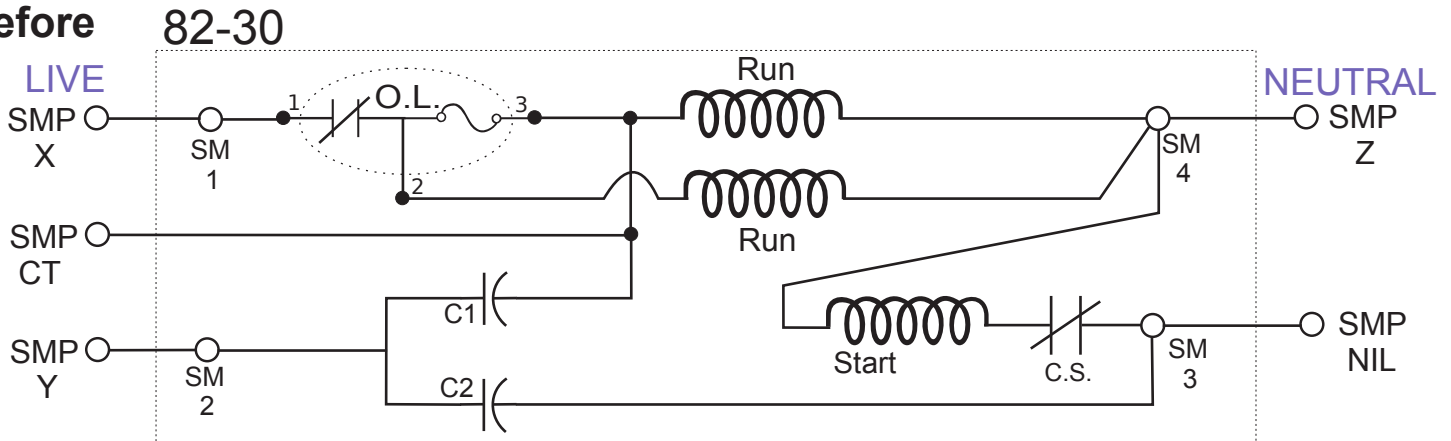 efore
82-30
LIVE
NEUTRAL
Run
1
O.L.
3
SMP
X
SM
1
SM
4
SMP
Z
2
Run
SMP
CT
C1
SMP
Y
SM
2
C2
Start
C.S.
SM
3
SMP
NIL